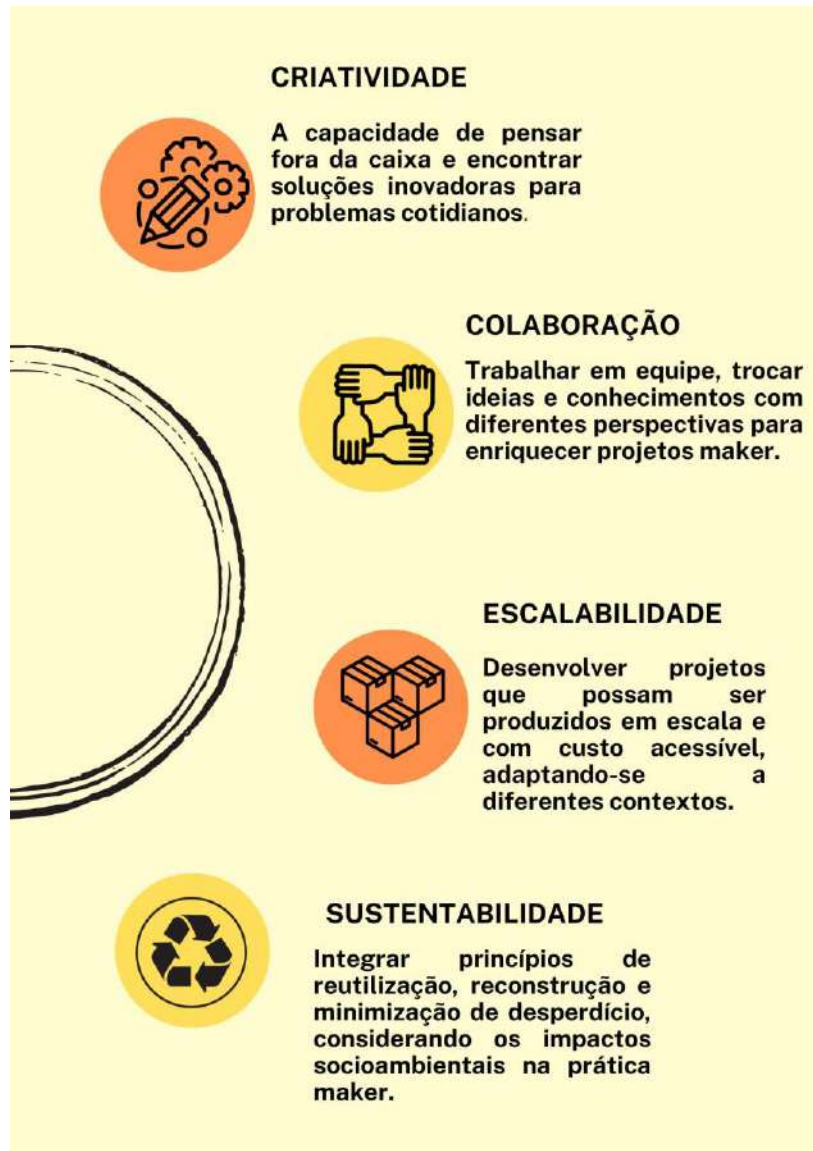 CRIATIVIDADE
A capacidade de pensar
fora da caixa e encontrar
soluções inovadoras para
problemas cotidianos.
COLABORAÇÃO
Trabalhar em equipe, trocar
ideias e conhecimentos com
diferentes perspectivas para
enriquecer projetos maker.
ESCALABILIDADE
Desenvolver projetos
que possam ser
produzidos em escala e
com custo acessível,
adaptando-se a
diferentes contextos.
SUSTENTABILIDADE
Integrar princípios de
reutilização, reconstrução e
minimização de desperdício,
considerando os impactos
socioambientais na prática
maker.